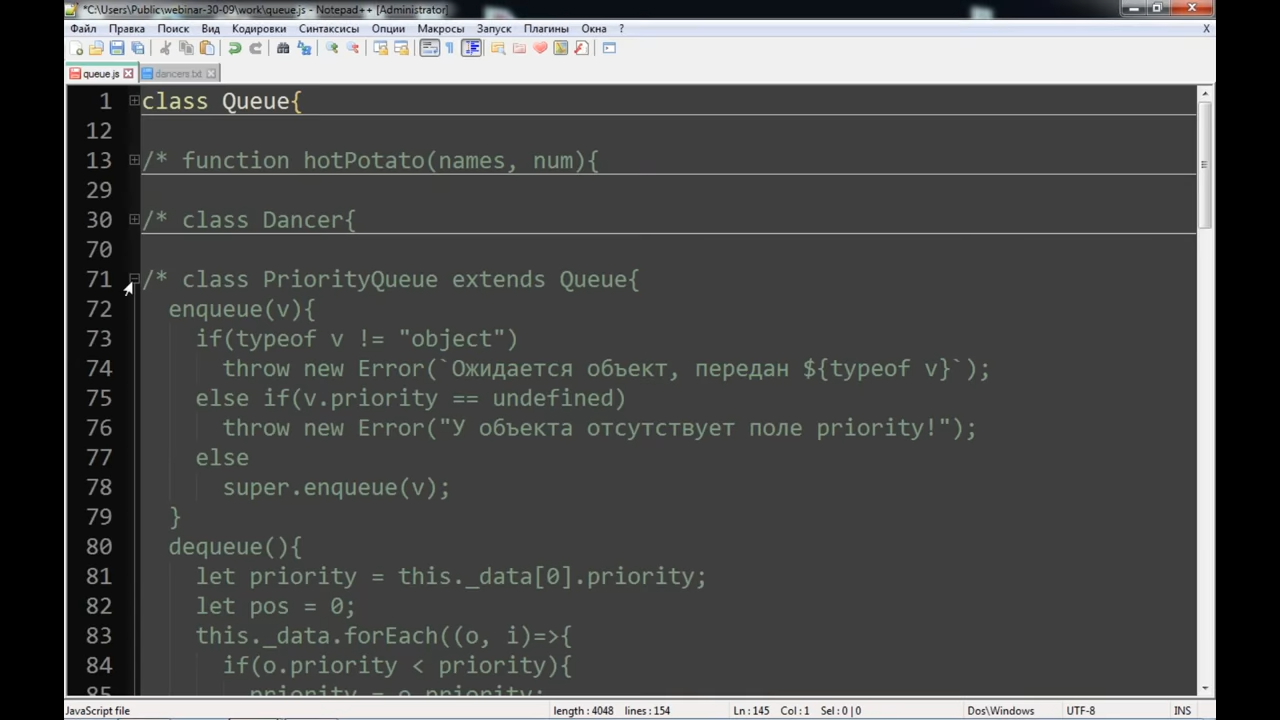 *C:\Users\Public\webinar-30-09\work\queue.js - Notepad++ [Administrator]
Файл Правка Поиск Вид Кодировки Синтаксисы Опции Макросы Запуск Плагины Окна ? X
queue.js dancers.txt
1 class Queue{
12
13 /* function hotPotato(names, num){
29
30 /* class Dancer{
70
71 /* class PriorityQueue extends Queue{
72 enqueue(v){
73 if(typeof v != "object")
74 throw new Error(`Ожидается объект, передан ${typeof v}`);
75 else if(v.priority == undefined)
76 throw new Error("У объекта отсутствует поле priority!");
77 else
78 super.enqueue(v);
79 }
80 dequeue(){
81 let priority = this._data[0].priority;
82 let pos = 0;
83 this._data.forEach((o, i)=>{
84 if(o.priority < priority){
85 priority = o.priority;
JavaScript file length : 4048 lines : 154 Ln : 145 Col : 1 Sel : 0 | 0 Dos\Windows UTF-8 INS